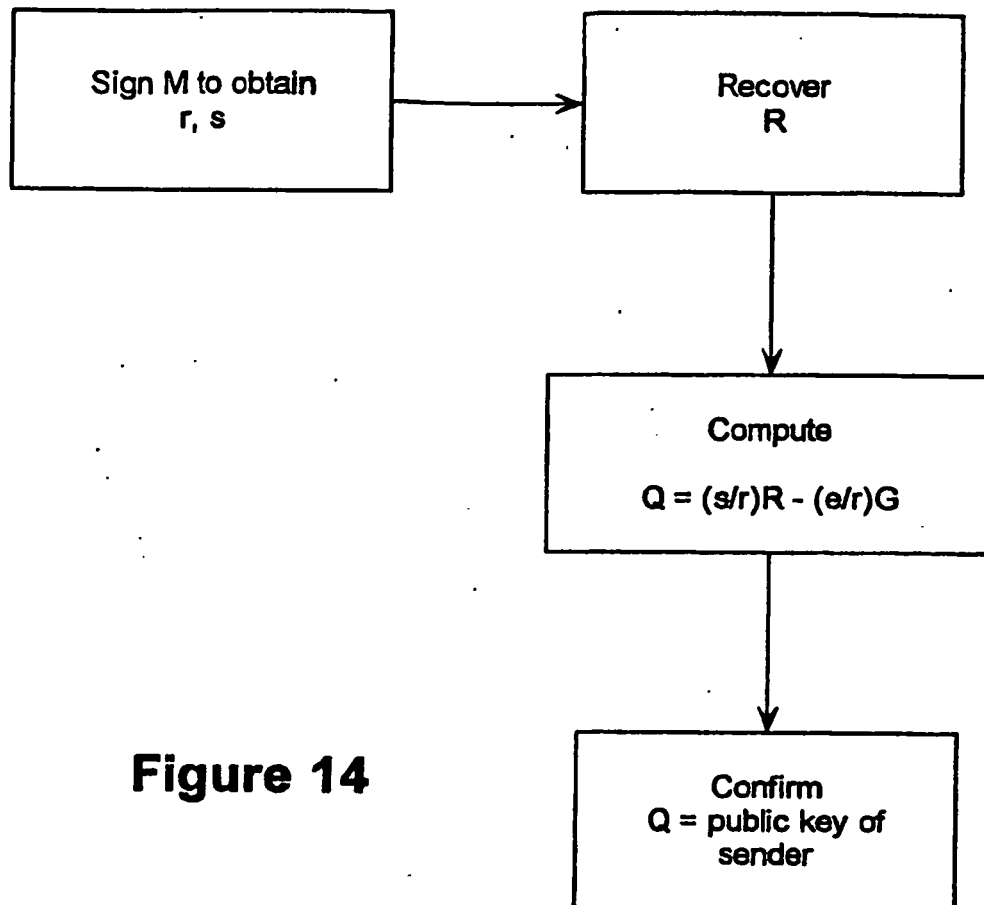 Sign M to obtain
r, s
Recover
R
Compute
Q = (s/r)R - (e/r)G
Confirm
Q = public key of
sender
Figure 14